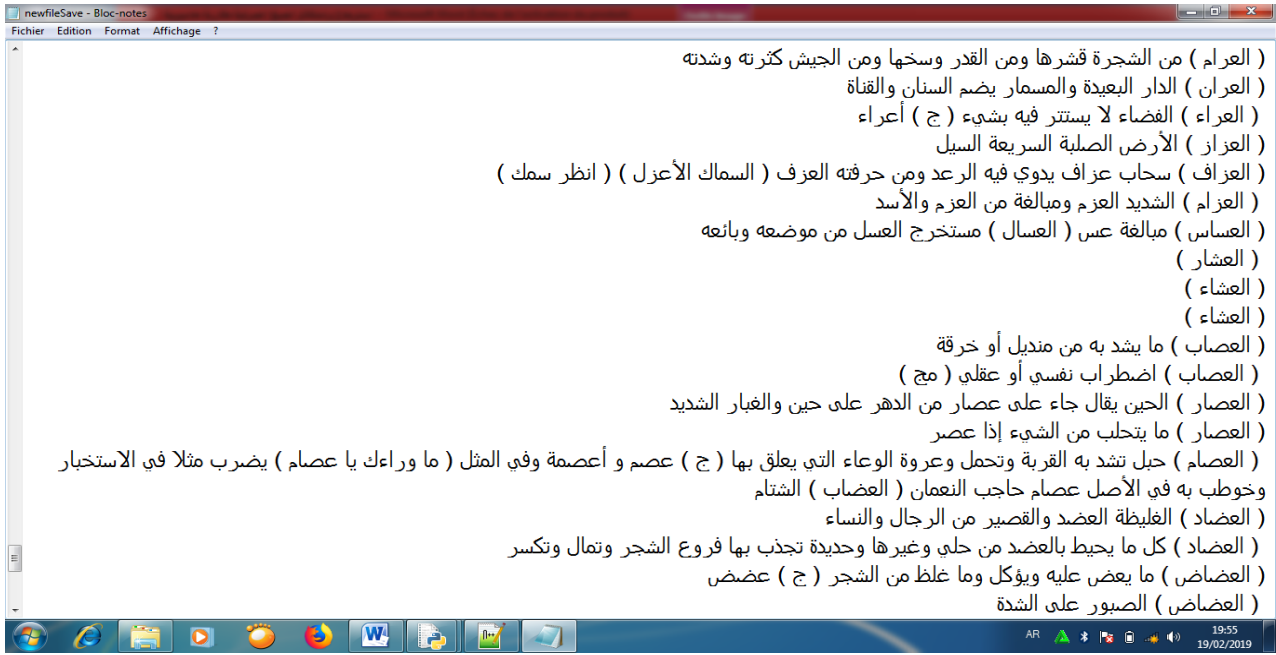 newfileSave - Bloc-notes
Fichier Edition Format Affichage ?
( العرام ) من الشجرة قشرها ومن القدر وسخها ومن الجيش كثرته وشدته
( العران ) الدار البعيدة والمسمار يضم السنان والقناة
( العراء ) الفضاء لا يستتر فيه بشيء ( ج ) أعراء
( العزاز ) الأرض الصلبة السريعة السيل
( العزاف ) سحاب عزاف يدوي فيه الرعد ومن حرفته العزف ( السماك الأعزل ) ( انظر سمك )
( العزام ) الشديد العزم ومبالغة من العزم والأسد
( العساس ) مبالغة عس ( العسال ) مستخرج العسل من موضعه وبائعه
( العشار )
( العشاء )
( العشاء )
( العصاب ) ما يشد به من منديل أو خرقة
( العصاب ) اضطراب نفسي أو عقلي ( مج )
( العصار ) الحين يقال جاء على عصار من الدهر على حين والغبار الشديد
( العصار ) ما يتحلب من الشيء إذا عصر
( العصام ) حبل تشد به القربة وتحمل وعروة الوعاء التي يعلق بها ( ج ) عصم و أعصمة وفي المثل ( ما وراءك يا عصام ) يضرب مثلا في الاستخبار
وخوطب به في الأصل عصام حاجب النعمان ( العضاب ) الشتام
( العضاد ) الغليظة العضد والقصير من الرجال والنساء
( العضاد ) كل ما يحيط بالعضد من حلي وغيرها وحديدة تجذب بها فروع الشجر وتمال وتكسر
( العضاض ) ما يعض عليه ويؤكل وما غلظ من الشجر ( ج ) عضض
( العضاض ) الصبور على الشدة
AR 19:55
19/02/2019